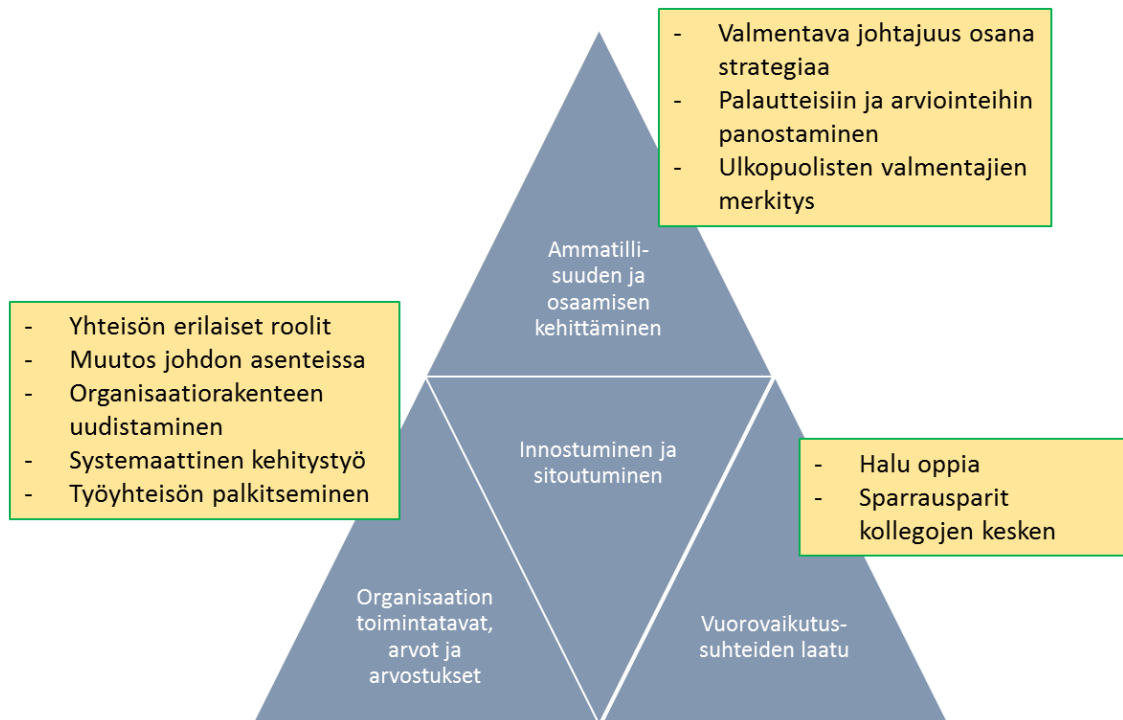 - Valmentava johtajuus osana
strategiaa
- Palautteisiin ja arviointeihin
panostaminen
- Ulkopuolisten valmentajien
merkitys
Ammatilli-
suuden ja
osaamisen
kehittäminen
- Yhteisön erilaiset roolit
- Muutos johdon asenteissa
- Organisaatiorakenteen
uudistaminen
- Systemaattinen kehitystyö
- Työyhteisön palkitseminen
Innostuminen ja
sitoutuminen
- Halu oppia
- Sparrausparit
kollegojen kesken
Organisaation
toimintatavat,
arvot ja
arvostukset
Vuorovaikutus-
suhteiden laatu